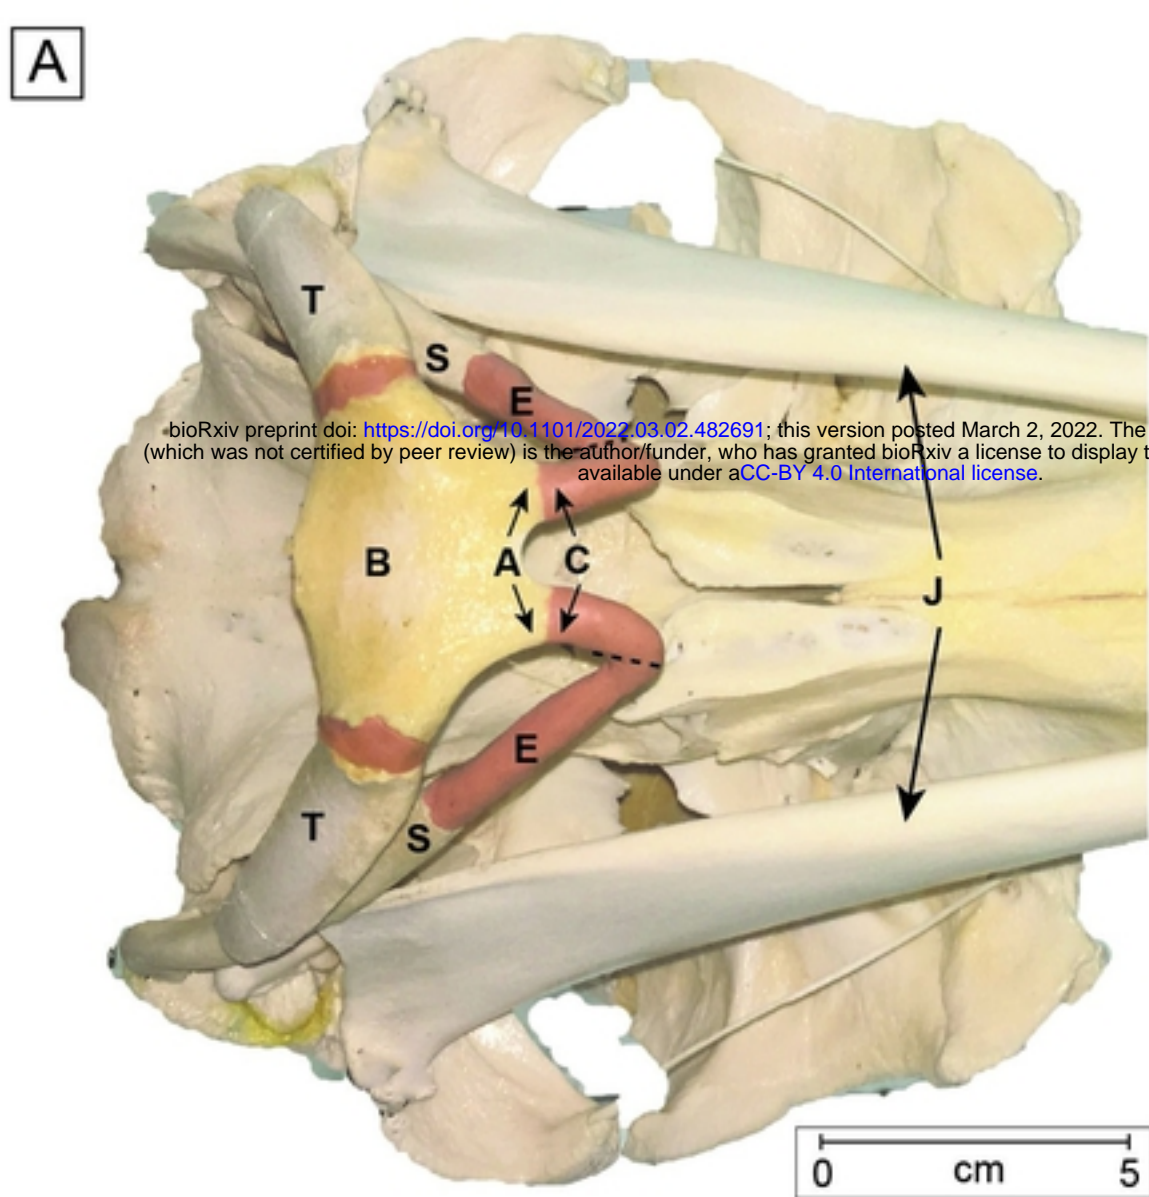 A
T
S
E
bioRxiv preprint doi: https://doi.org/10.1101/2022.03.02.482691; this version posted March 2, 2022. The
(which was not certified by peer review) is the author/funder, who has granted bioRxiv a license to display
available under aCC-BY 4.0 International license.
B A C
J
E
T
S
0 cm 5